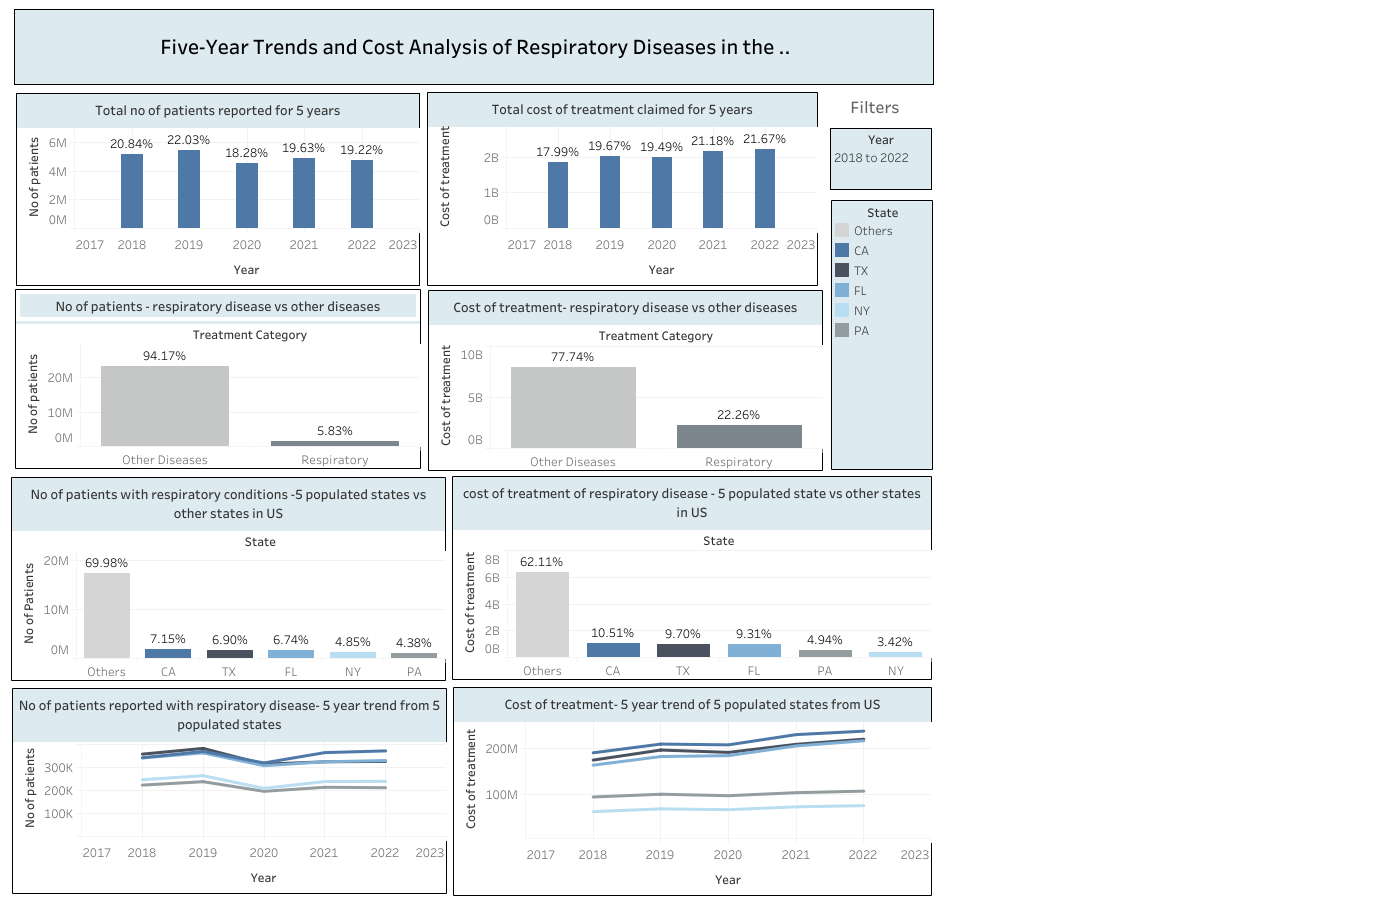 Five-Year Trends and Cost Analysis of Respiratory Diseases in the ..
Total no of patients reported for 5 years
No of patients
6M
4M
2M
0M
20.84%
22.03%
18.28%
19.63%
19.22%
2017 2018 2019 2020 2021 2022 2023
Year
Total cost of treatment claimed for 5 years
Cost of treatment
2B
1B
0B
17.99%
19.67%
19.49%
21.18%
21.67%
2017 2018 2019 2020 2021 2022 2023
Year
Filters
Year
2018 to 2022
State
Others
CA
TX
FL
NY
PA
No of patients - respiratory disease vs other diseases
Treatment Category
No of patients
20M
10M
0M
94.17%
5.83%
Other Diseases Respiratory
Cost of treatment- respiratory disease vs other diseases
Treatment Category
Cost of treatment
10B
5B
0B
77.74%
22.26%
Other Diseases Respiratory
No of patients with respiratory conditions -5 populated states vs
other states in US
State
No of Patients
20M
10M
0M
69.98%
7.15%
6.90%
6.74%
4.85%
4.38%
Others CA TX FL NY PA
cost of treatment of respiratory disease - 5 populated state vs other states
in US
State
Cost of treatment
8B
6B
4B
2B
0B
62.11%
10.51%
9.70%
9.31%
4.94%
3.42%
Others CA TX FL PA NY
No of patients reported with respiratory disease- 5 year trend from 5
populated states
No of patients
300K
200K
100K
2017 2018 2019 2020 2021 2022 2023
Year
Cost of treatment- 5 year trend of 5 populated states from US
Cost of treatment
200M
100M
2017 2018 2019 2020 2021 2022 2023
Year